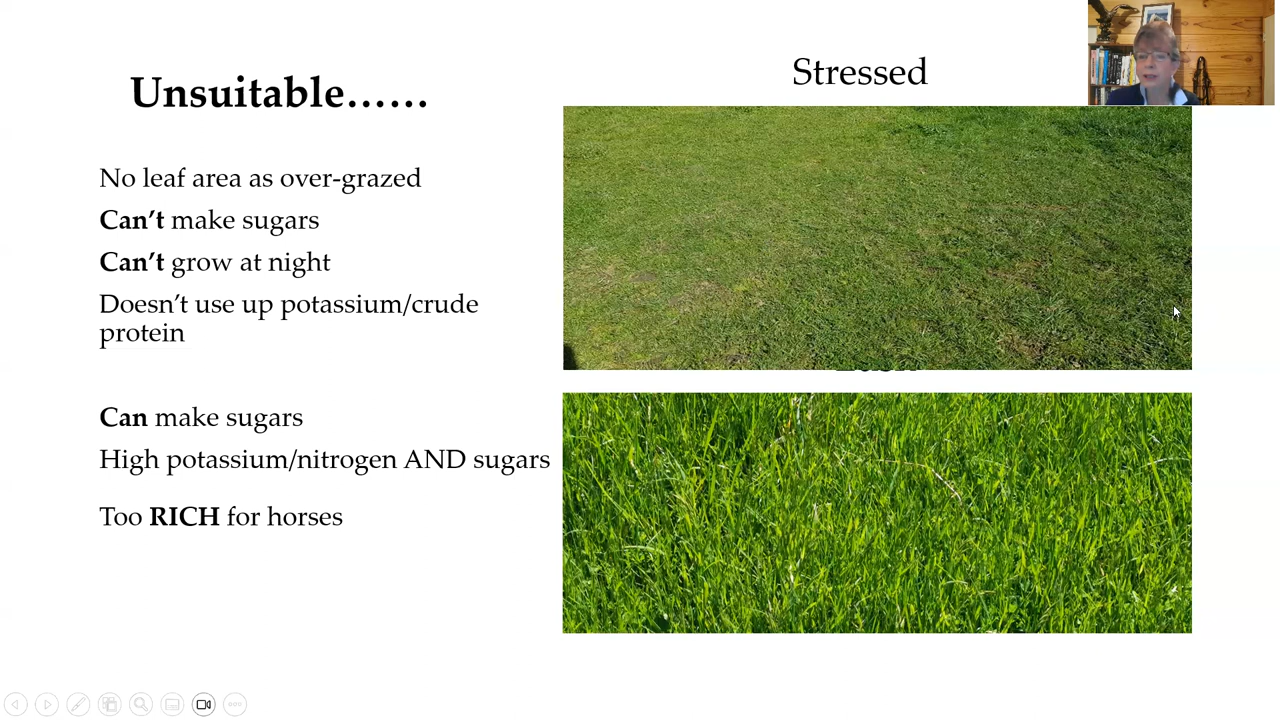 Unsuitable……
Stressed
No leaf area as over-grazed
Can’t make sugars
Can’t grow at night
Doesn’t use up potassium/crude
protein
Can make sugars
High potassium/nitrogen AND sugars
Too RICH for horses